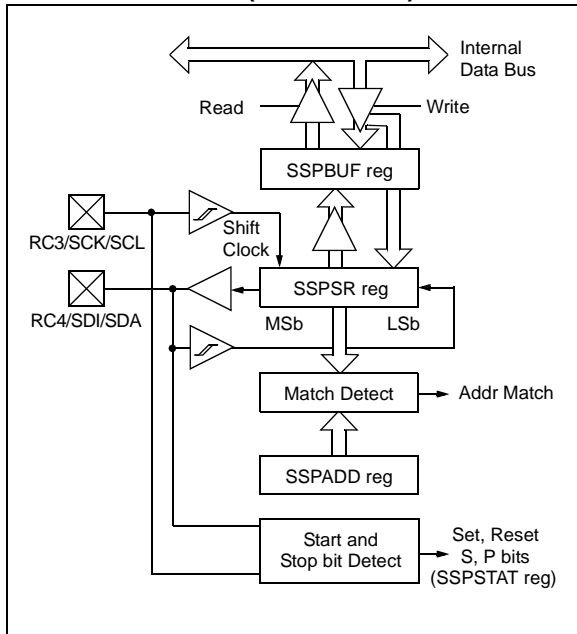 Internal
Data Bus
Read
Write
SSPBUF reg
RC3/SCK/SCL
Shift
Clock
SSPSR reg
RC4/SDI/SDA
MSb
LSb
Match Detect
Addr Match
SSPADD reg
Start and
Stop bit Detect
Set, Reset
S, P bits
(SSPSTAT reg)